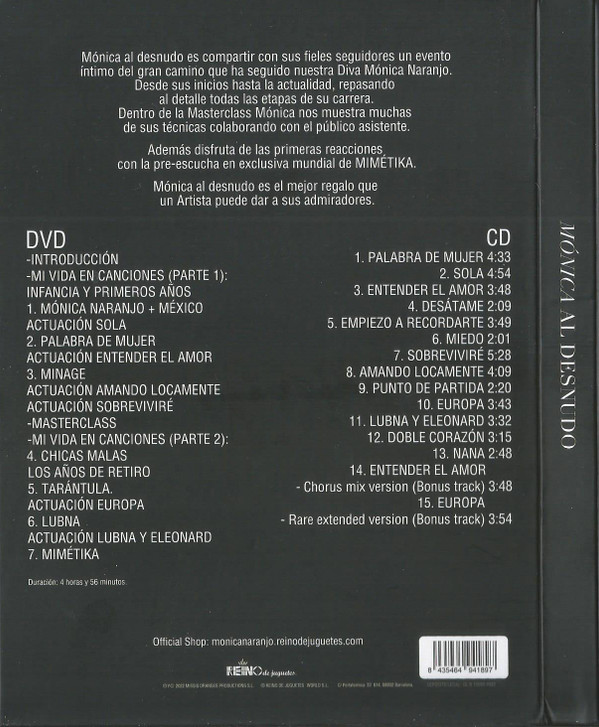 Mónica al desnudo es compartir con sus fieles seguidores un evento
íntimo del gran camino que ha seguido nuestra Diva Mónica Naranjo.
Desde sus inicios hasta la actualidad, repasando
al detalle todas las etapas de su carrera.
Dentro de la Masterclass Mónica nos muestra muchas
de sus técnicas colaborando con el público asistente.
Además disfruta de las primeras reacciones
con la pre-escucha en exclusiva mundial de MIMÉTIKA.
Mónica al desnudo es el mejor regalo que
un Artista puede dar a sus admiradores.
DVD
-INTRODUCCIÓN
-MI VIDA EN CANCIONES (PARTE 1):
INFANCIA Y PRIMEROS AÑOS
1. MÓNICA NARANJO + MÉXICO
ACTUACIÓN SOLA
2. PALABRA DE MUJER
ACTUACIÓN ENTENDER EL AMOR
3. MINAGE
ACTUACIÓN AMANDO LOCAMENTE
ACTUACIÓN SOBREVIVIRÉ
-MASTERCLASS
-MI VIDA EN CANCIONES (PARTE 2):
4. CHICAS MALAS
LOS AÑOS DE RETIRO
5. TARÁNTULA.
ACTUACIÓN EUROPA
6. LUBNA
ACTUACIÓN LUBNA Y ELEONARD
7. MIMÉTIKA
Duración: 4 horas y 56 minutos.
CD
1. PALABRA DE MUJER 4:33
2. SOLA 4:54
3. ENTENDER EL AMOR 3:48
4. DESÁTAME 2:09
5. EMPIEZO A RECORDARTE 3:49
6. MIEDO 2:01
7. SOBREVIVIRÉ 5:28
8. AMANDO LOCAMENTE 4:09
9. PUNTO DE PARTIDA 2:20
10. EUROPA 3:43
11. LUBNA Y ELEONARD 3:32
12. DOBLE CORAZÓN 3:15
13. NANA 2:48
14. ENTENDER EL AMOR
- Chorus mix version (Bonus track) 3:48
15. EUROPA
- Rare extended version (Bonus track) 3:54
Official Shop: monicanaranjo.reinodejuguetes.com
REINO de juguetes
8 435464 941897
MÓNICA AL DESNUDO